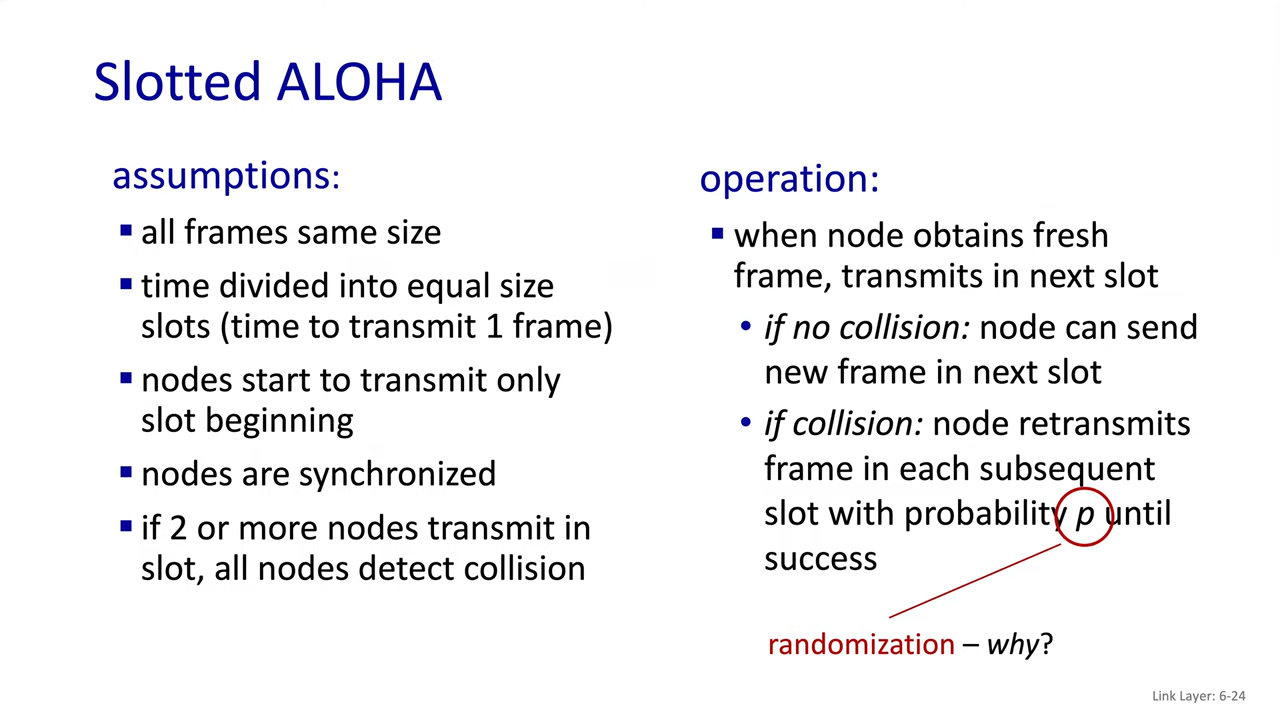 Slotted ALOHA
assumptions:
▪ all frames same size
▪ time divided into equal size
slots (time to transmit 1 frame)
▪ nodes start to transmit only
slot beginning
▪ nodes are synchronized
▪ if 2 or more nodes transmit in
slot, all nodes detect collision
operation:
▪ when node obtains fresh
frame, transmits in next slot
• if no collision: node can send
new frame in next slot
• if collision: node retransmits
frame in each subsequent
slot with probability p until
success
randomization – why?
Link Layer: 6-24